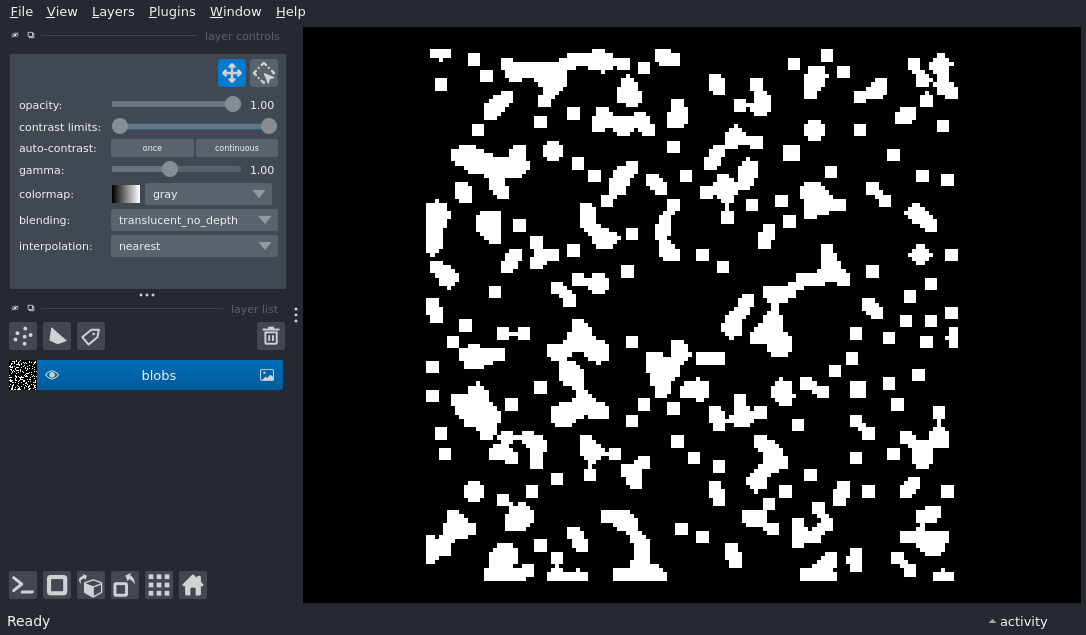 File View Layers Plugins Window Help
layer controls
opacity: 1.00
contrast limits:
auto-contrast: once continuous
gamma: 1.00
colormap: gray
blending: translucent_no_depth
interpolation: nearest
layer list
blobs
Ready activity